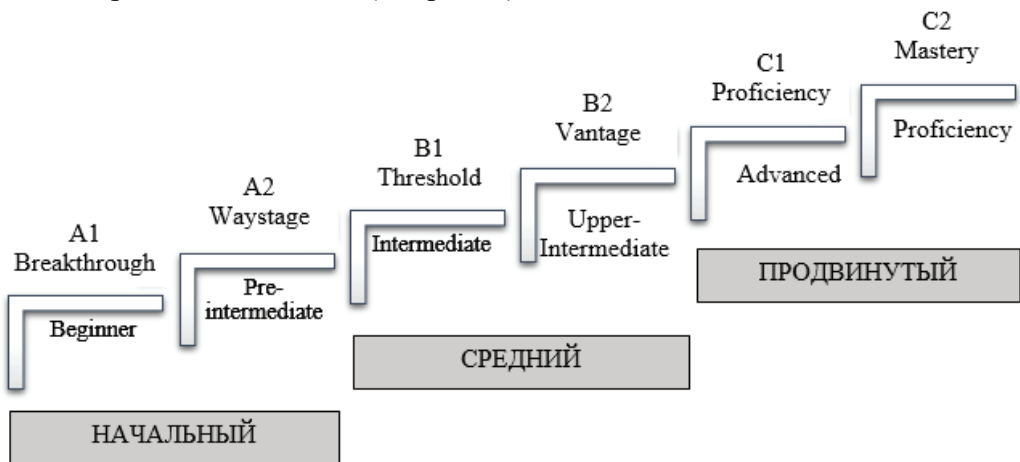 A1
Breakthrough
Beginner
A2
Waystage
Pre-
intermediate
НАЧАЛЬНЫЙ
B1
Threshold
Intermediate
B2
Vantage
Upper-
Intermediate
СРЕДНИЙ
C1
Proficiency
Advanced
C2
Mastery
Proficiency
ПРОДВИНУТЫЙ